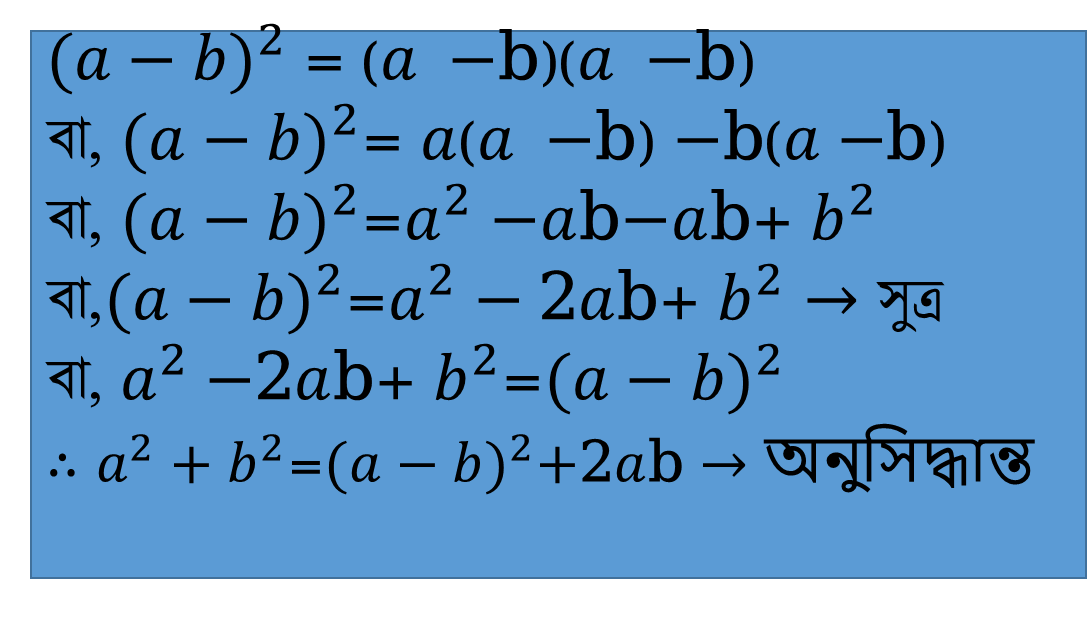 (a − b)² = (a −b)(a −b)
বা, (a − b)²= a(a −b) −b(a −b)
বা, (a − b)²=a² −ab−ab+ b²
বা,(a − b)²=a² − 2ab+ b² → সুত্র
বা, a² −2ab+ b²=(a − b)²
∴ a² + b²=(a − b)²+2ab → অনুসিদ্ধান্ত